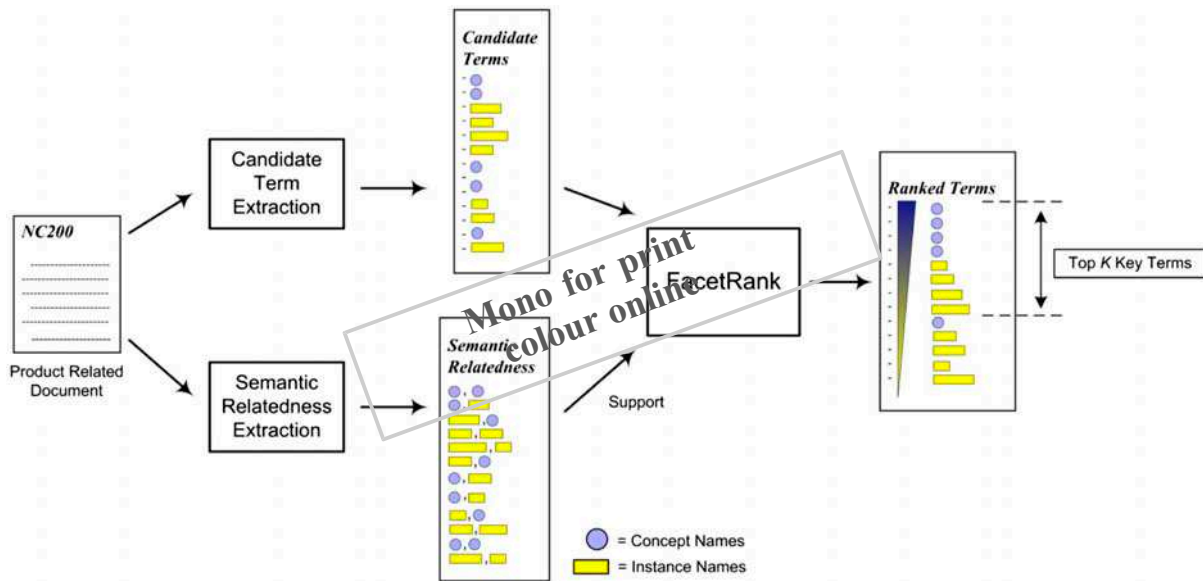 NC200
Product Related
Document
Candidate
Term
Extraction
Semantic
Relatedness
Extraction
Candidate
Terms
Semantic
Relatedness
Mono for print
colour online
Support
FacetRank
Ranked Terms
Top K Key Terms
= Concept Names
= Instance Names